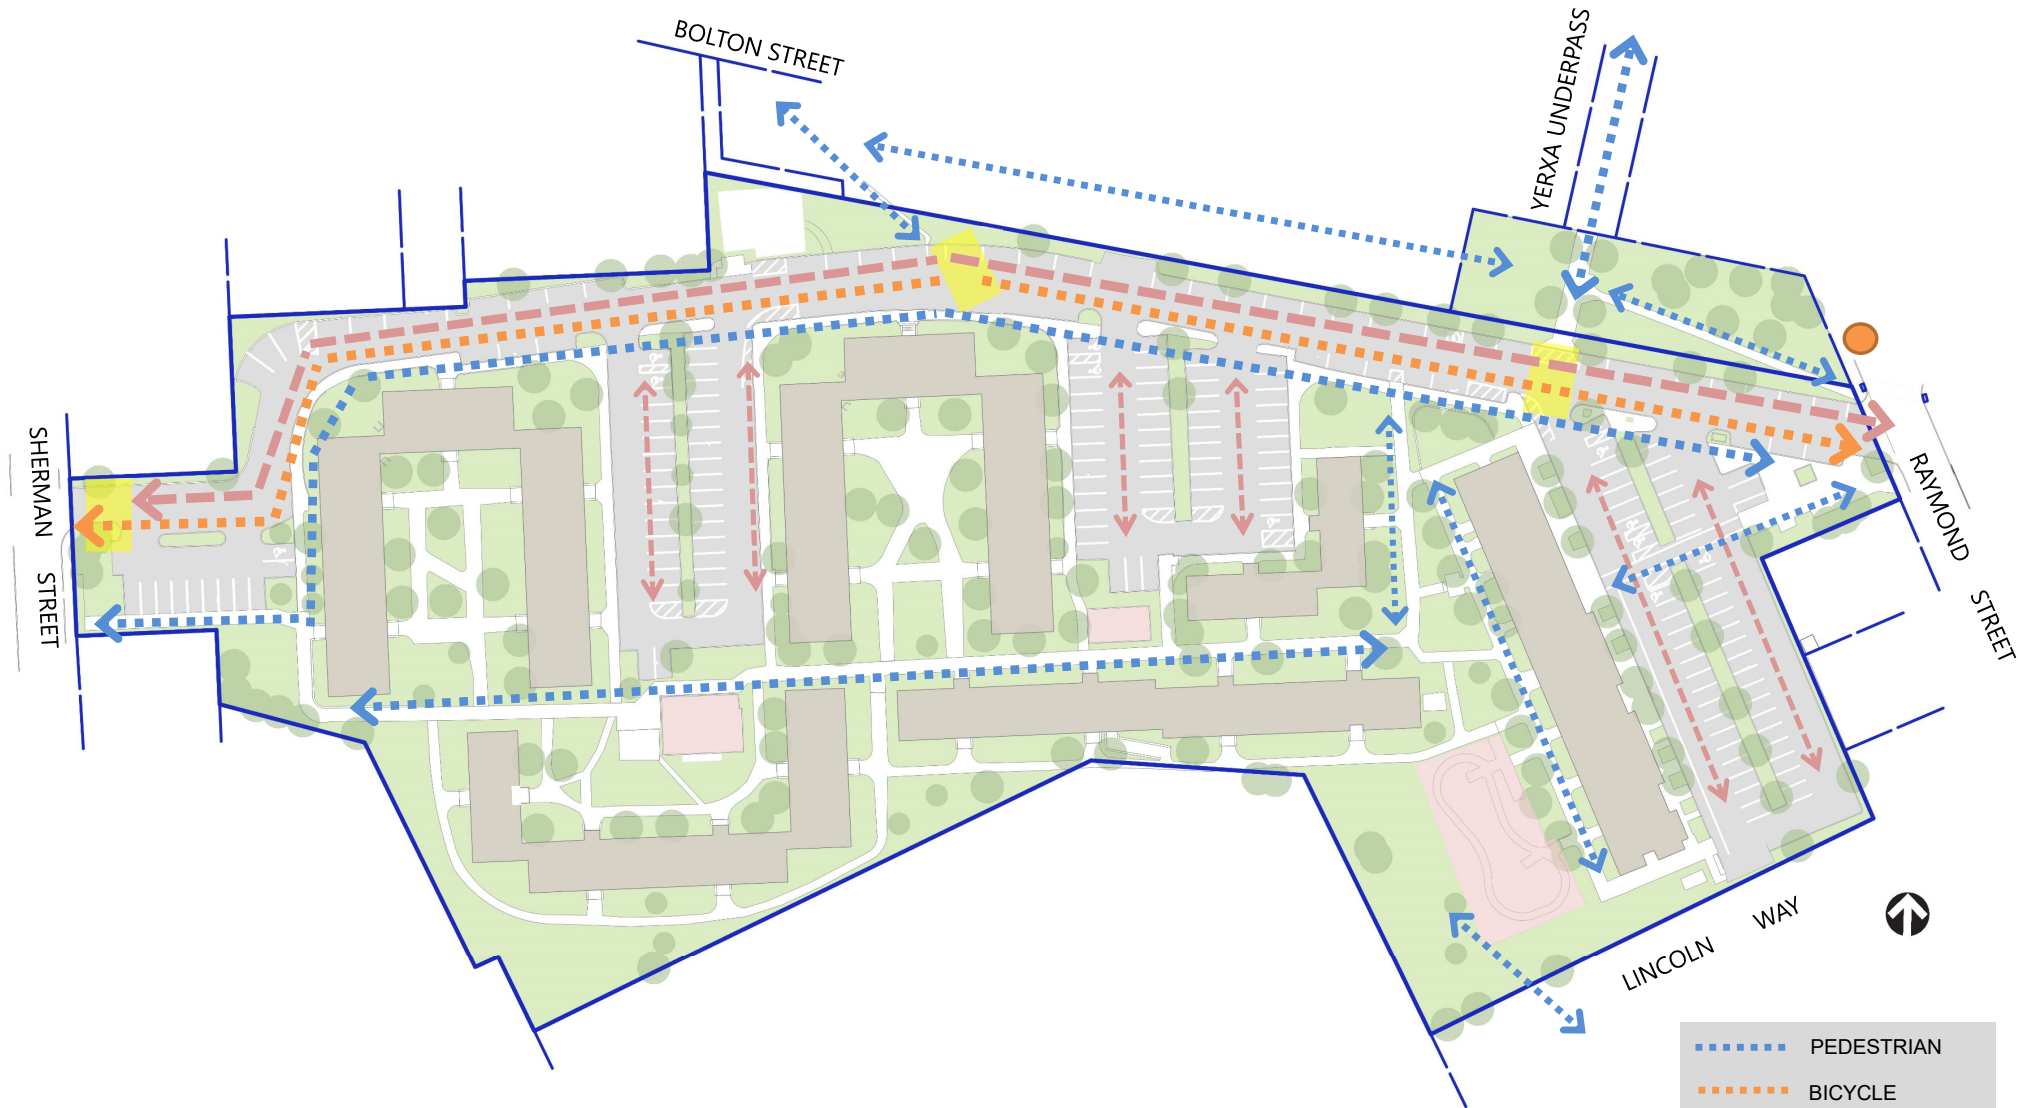 BOLTON STREET
YERXA UNDERPASS
SHERMAN
STREET
RAYMOND
STREET
LINCOLN WAY
PEDESTRIAN
BICYCLE